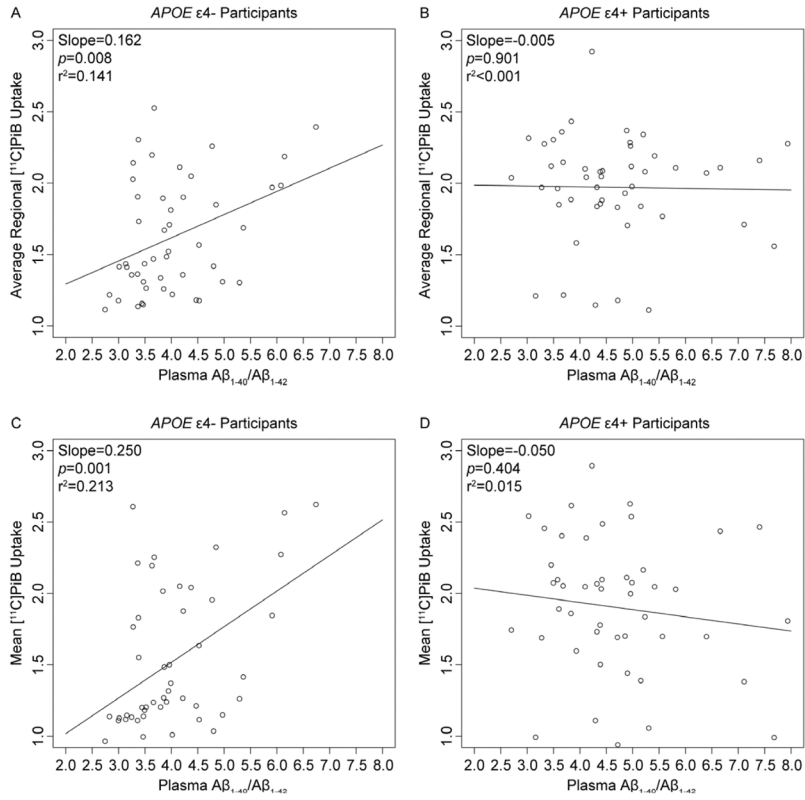 A
APOE ε4- Participants
Slope=0.162
p=0.008
r²=0.141
Average Regional [¹¹C]PiB Uptake
3.0
2.5
2.0
1.5
1.0
2.0 2.5 3.0 3.5 4.0 4.5 5.0 5.5 6.0 6.5 7.0 7.5 8.0
Plasma Aβ₁₋₄₀/Aβ₁₋₄₂
B
APOE ε4+ Participants
Slope=-0.005
p=0.901
r²<0.001
Average Regional [¹¹C]PiB Uptake
3.0
2.5
2.0
1.5
1.0
2.0 2.5 3.0 3.5 4.0 4.5 5.0 5.5 6.0 6.5 7.0 7.5 8.0
Plasma Aβ₁₋₄₀/Aβ₁₋₄₂
C
APOE ε4- Participants
Slope=0.250
p=0.001
r²=0.213
Mean [¹¹C]PiB Uptake
3.0
2.5
2.0
1.5
1.0
2.0 2.5 3.0 3.5 4.0 4.5 5.0 5.5 6.0 6.5 7.0 7.5 8.0
Plasma Aβ₁₋₄₀/Aβ₁₋₄₂
D
APOE ε4+ Participants
Slope=-0.050
p=0.404
r²=0.015
Mean [¹¹C]PiB Uptake
3.0
2.5
2.0
1.5
1.0
2.0 2.5 3.0 3.5 4.0 4.5 5.0 5.5 6.0 6.5 7.0 7.5 8.0
Plasma Aβ₁₋₄₀/Aβ₁₋₄₂